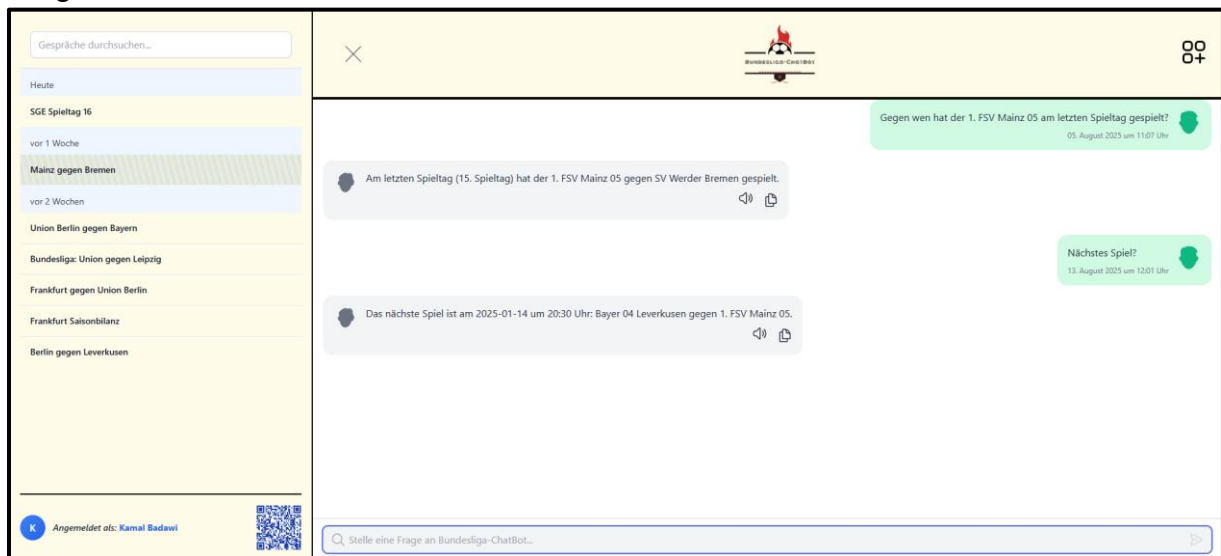 Gespräche durchsuchen...
Heute
SGE Spieltag 16
vor 1 Woche
Mainz gegen Bremen
vor 2 Wochen
Union Berlin gegen Bayern
Bundesliga: Union gegen Leipzig
Frankfurt gegen Union Berlin
Frankfurt Saisonbilanz
Berlin gegen Leverkusen
K
Angemeldet als: Kamal Badawi
BUNDESLIGA-CHATBOT
Gegen wen hat der 1. FSV Mainz 05 am letzten Spieltag gespielt?
05. August 2025 um 11:07 Uhr
Am letzten Spieltag (15. Spieltag) hat der 1. FSV Mainz 05 gegen SV Werder Bremen gespielt.
Nächstes Spiel?
13. August 2025 um 12:01 Uhr
Das nächste Spiel ist am 2025-01-14 um 20:30 Uhr: Bayer 04 Leverkusen gegen 1. FSV Mainz 05.
Stelle eine Frage an Bundesliga-ChatBot...